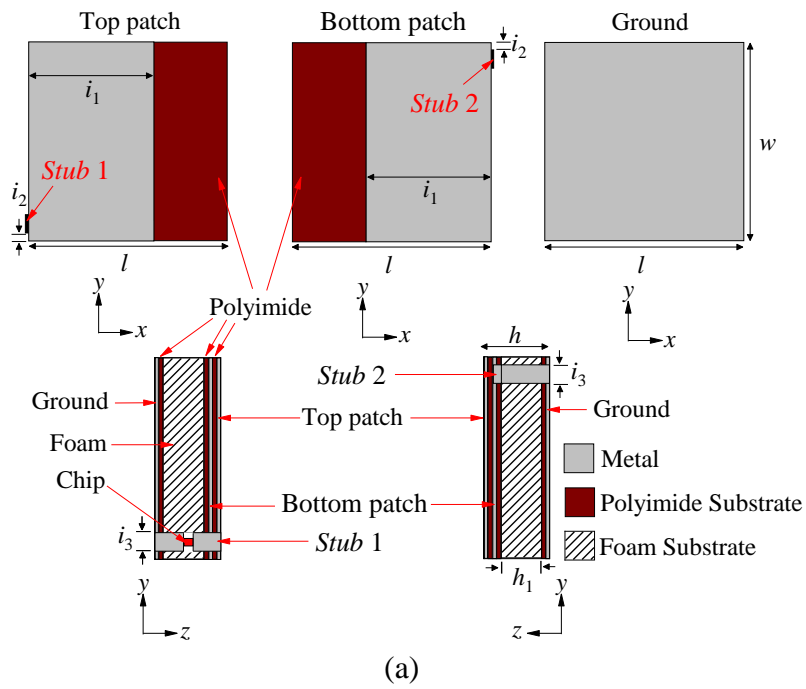 Top patch
Bottom patch
Ground
i1
Stub 1
i2
l
i2
Stub 2
i1
l
w
l
y
x
Polyimide
y
x
y
x
Ground
Foam
Chip
i3
Top patch
Bottom patch
Stub 1
y
z
h
Stub 2
i3
Ground
h1
y
z
Metal
Polyimide Substrate
Foam Substrate
(a)